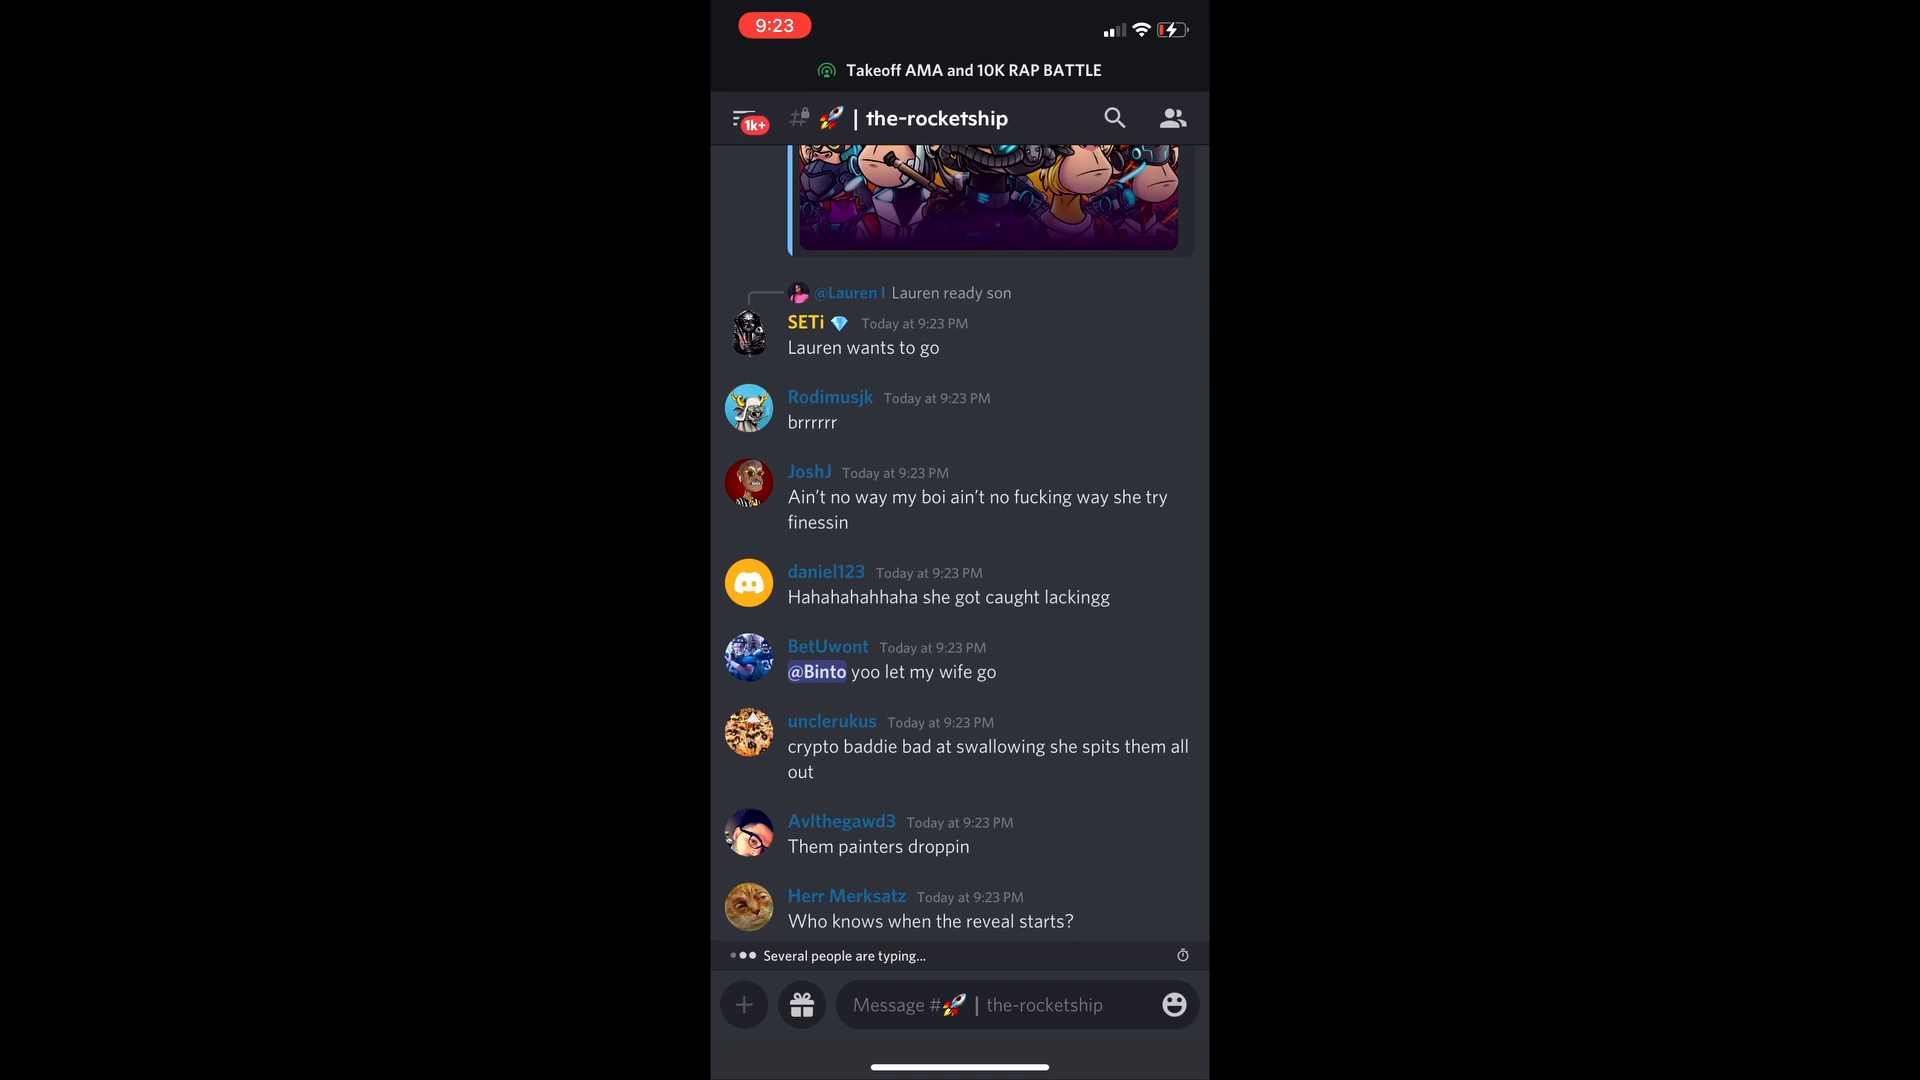 9:23
Takeoff AMA and 10K RAP BATTLE
1k+
# 🚀 | the-rocketship
@Lauren I Lauren ready son
SETi 💎 Today at 9:23 PM
Lauren wants to go
Rodimusjk Today at 9:23 PM
brrrrrr
JoshJ Today at 9:23 PM
Ain't no way my boi ain't no fucking way she try
finessin
daniel123 Today at 9:23 PM
Hahahahahhaha she got caught lackingg
BetUwont Today at 9:23 PM
@Binto yoo let my wife go
unclerukus Today at 9:23 PM
crypto baddie bad at swallowing she spits them all
out
Avlthegawd3 Today at 9:23 PM
Them painters droppin
Herr Merksatz Today at 9:23 PM
Who knows when the reveal starts?
Several people are typing...
Message #🚀 | the-rocketship